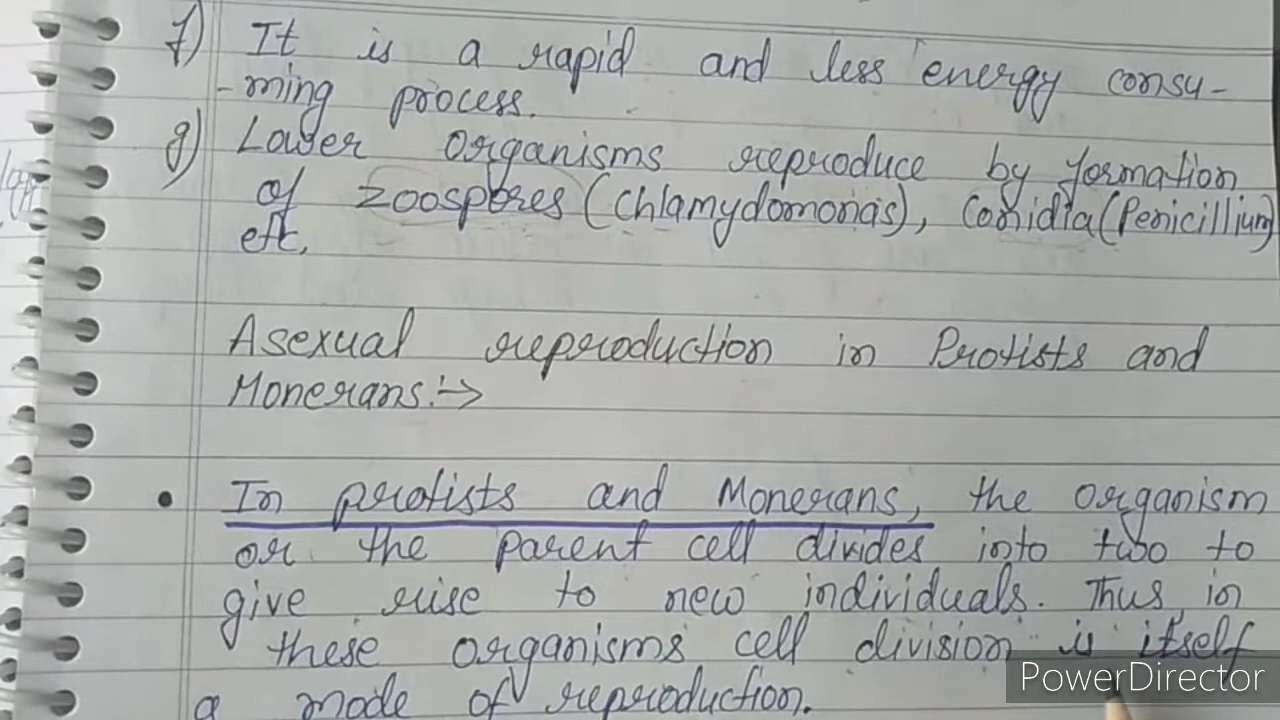 f) It is a rapid and less energy consu-
-ming process.
g) Lower organisms reproduce by formation
of zoospores (Chlamydomonas), Conidia (Penicillium)
etc.
Asexual reproduction in Protists and
Monerans:->
• In protists and Monerans, the organism
or the parent cell divides into two to
give rise to new individuals. Thus in
these organisms cell division is itself
a mode of reproduction.
PowerDirector